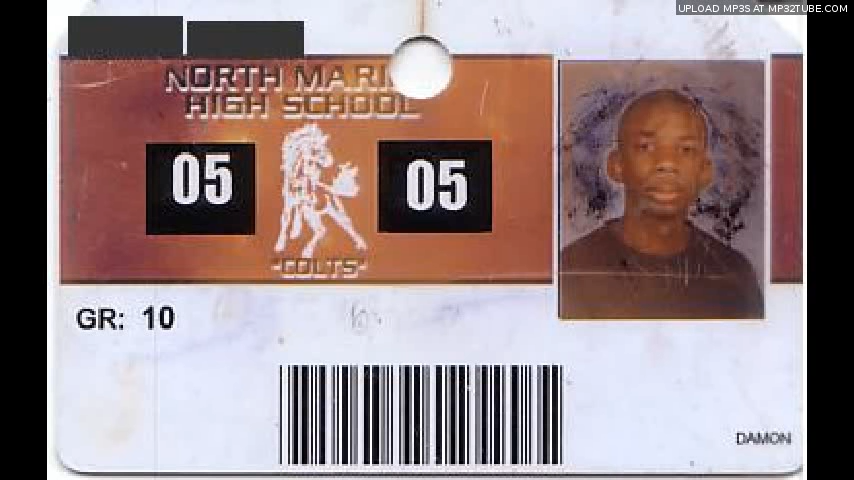 UPLOAD MP3S AT MP32TUBE.COM
NORTH
HIGH SCHOOL
05
05
"COLTS"
GR: 10
DAMON